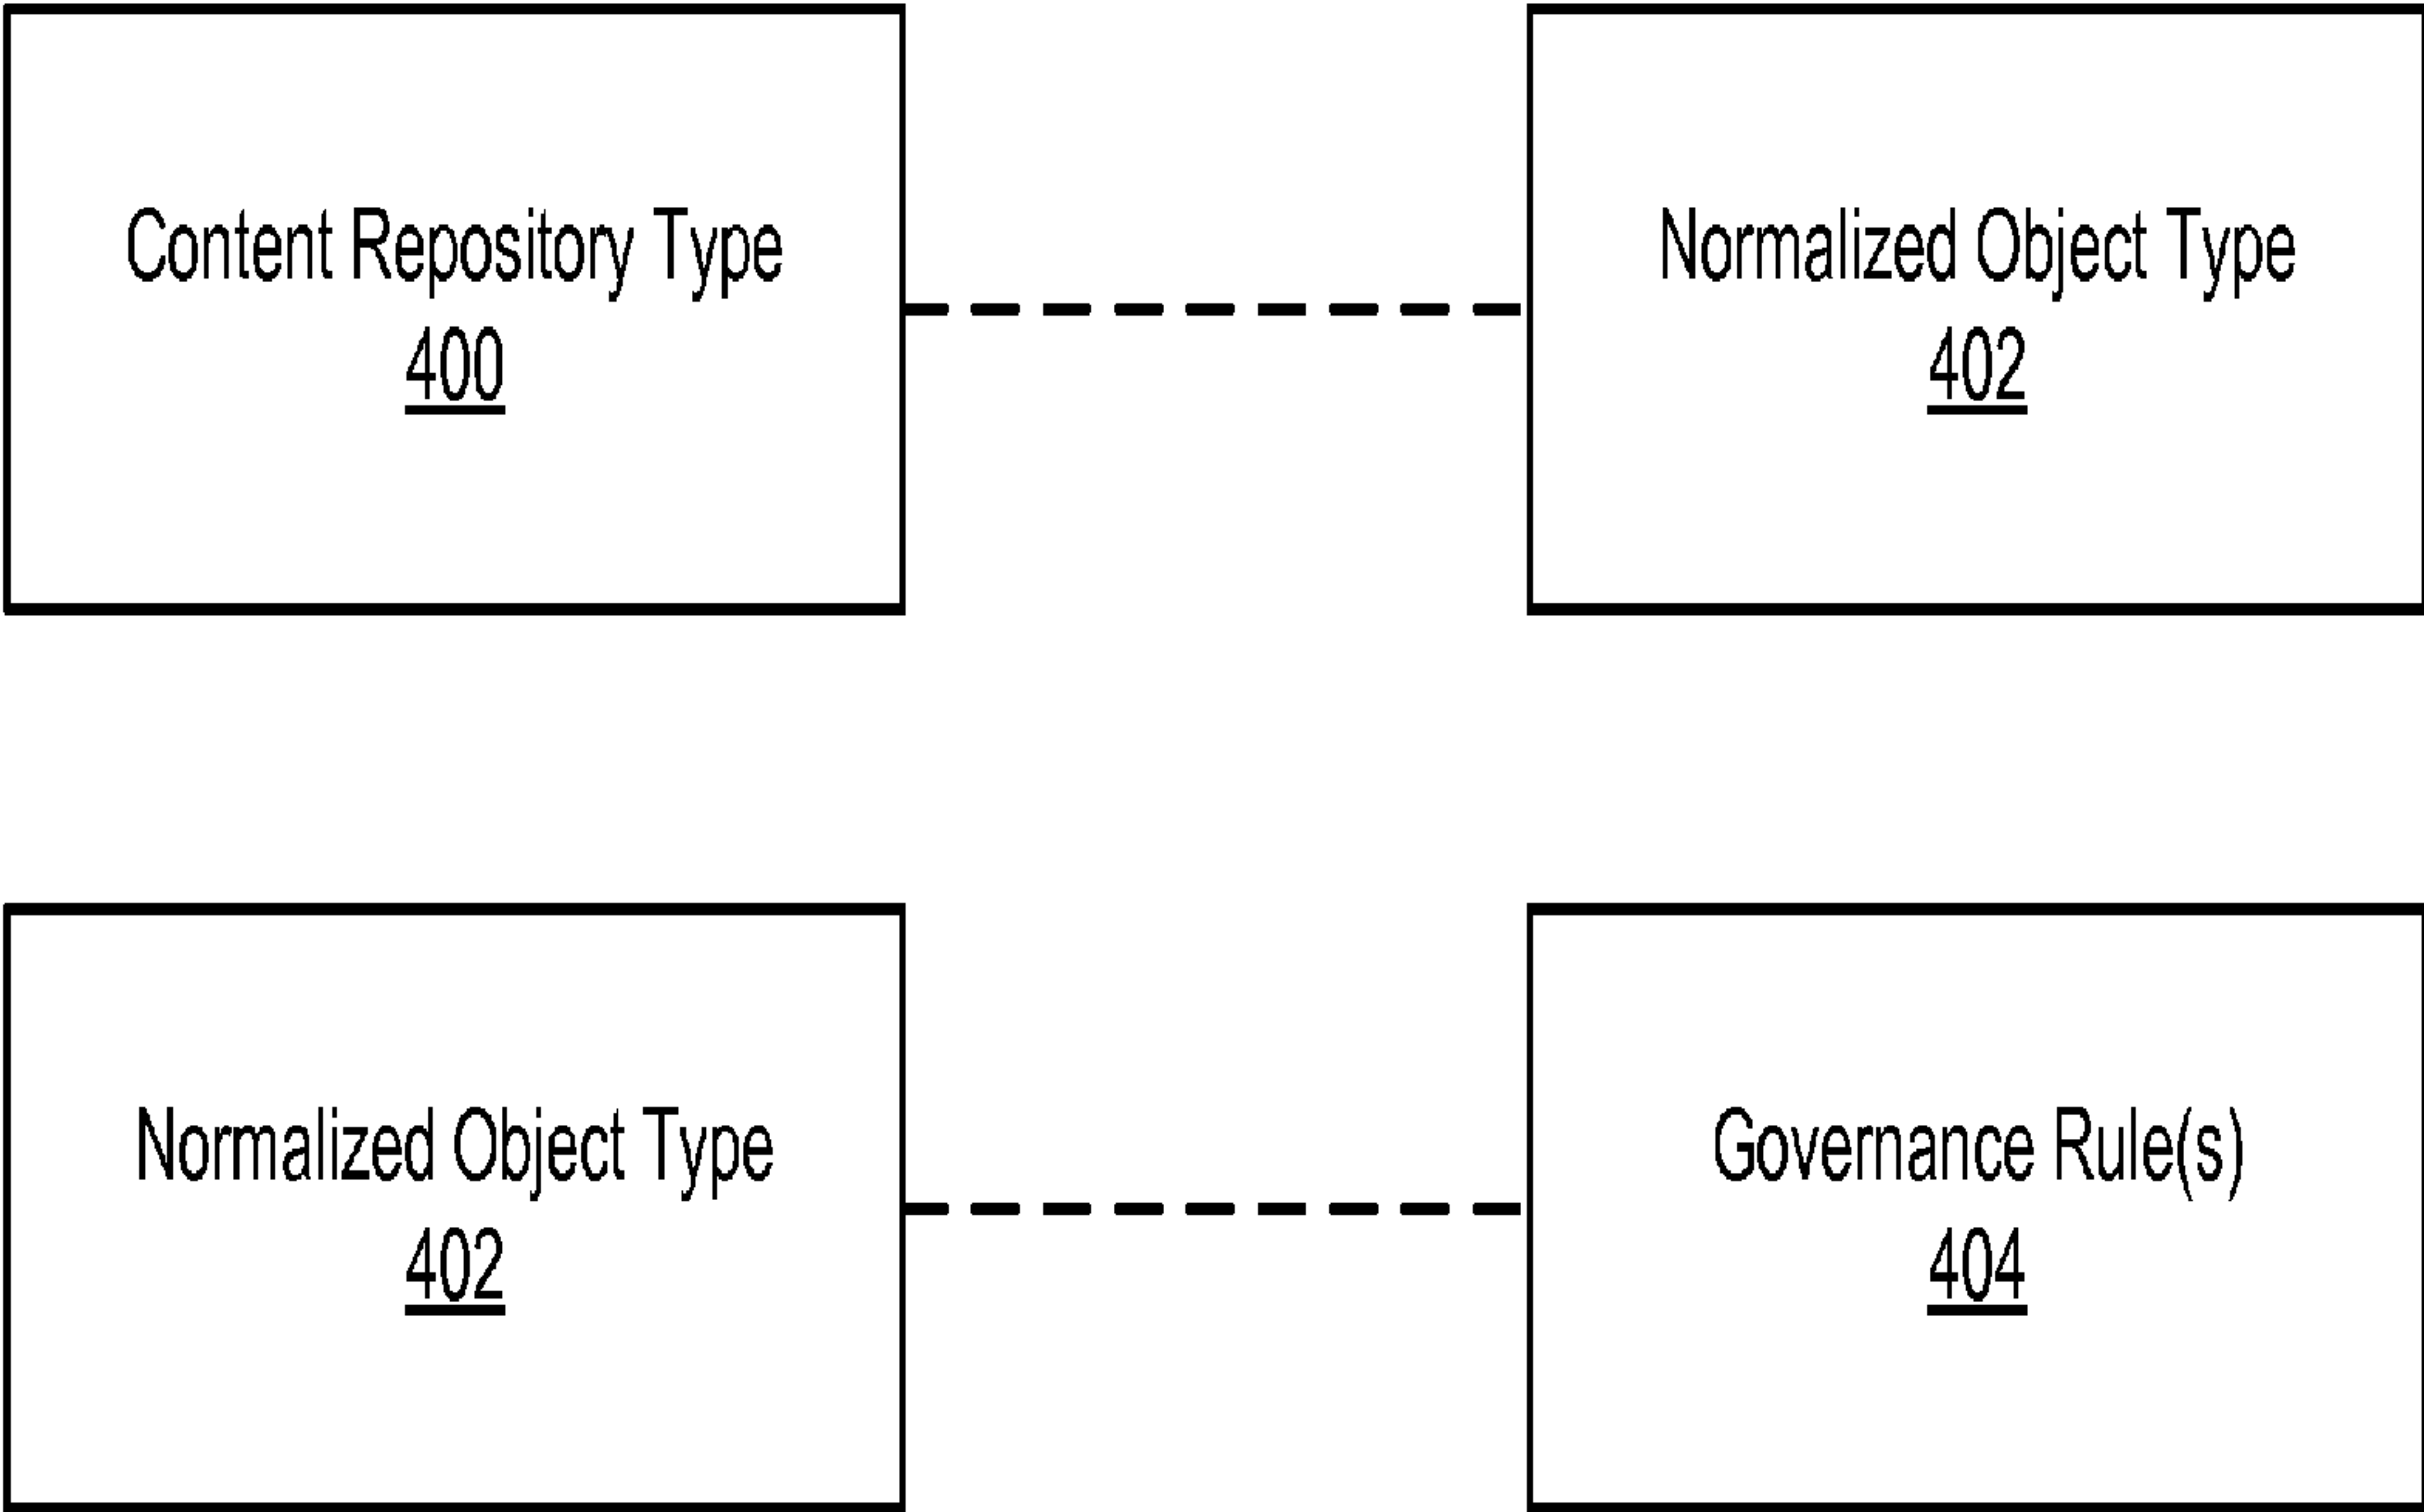 Content Repository Type
400
Normalized Object Type
402
Normalized Object Type
402
Governance Rule(s)
404